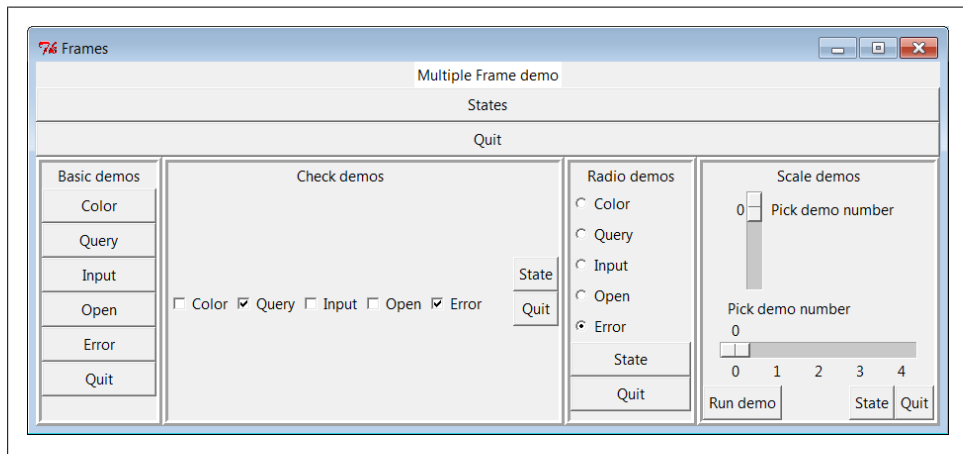 Frames
Multiple Frame demo
States
Quit
Basic demos
Color
Query
Input
Open
Error
Quit
Check demos
Color Query Input Open Error
State
Quit
Radio demos
Color
Query
Input
Open
Error
State
Quit
Scale demos
0 Pick demo number
Pick demo number
0
0 1 2 3 4
Run demo State Quit